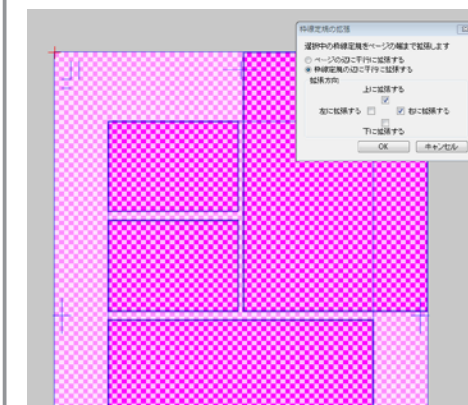 枠線定規の拡張
選択中の枠線定規をページの端まで拡張します
ページの辺に平行に拡張する
枠線定規の辺に平行に拡張する
拡張方向
上に拡張する
左に拡張する 右に拡張する
下に拡張する
OK キャンセル